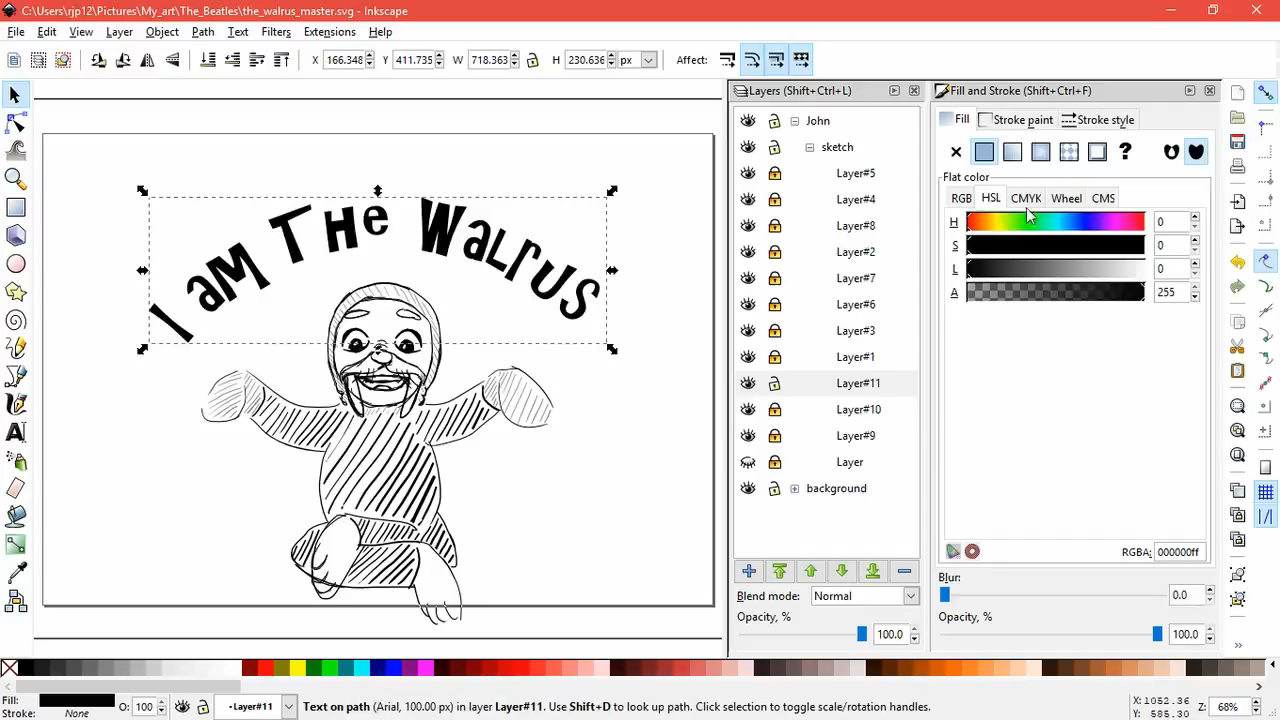 C:\Users\rjp12\Pictures\My_art\The_Beatles\the_walrus_master.svg - Inkscape
File Edit View Layer Object Path Text Filters Extensions Help
X 166.348 Y 411.735 W 718.363 H 230.636 px Affect:
Layers (Shift+Ctrl+L)
John
sketch
Layer#5
Layer#4
Layer#8
Layer#2
Layer#7
Layer#6
Layer#3
Layer#1
Layer#11
Layer#10
Layer#9
Layer
background
Blend mode: Normal
Opacity, % 
100.0
Fill and Stroke (Shift+Ctrl+F)
Fill Stroke paint Stroke style
?
Flat color
RGB HSL CMYK Wheel CMS
H 0
S 0
L 0
A 255
RGBA: 000000ff
Blur:
0.0
Opacity, %
100.0
I aM THe Walrus
Fill:
Stroke: None
O: 100
•Layer#11
Text on path (Arial, 100.00 px) in layer Layer#11. Use Shift+D to look up path. Click selection to toggle scale/rotation handles.
X: 1052.36
Y: 585.30
Z: 68%